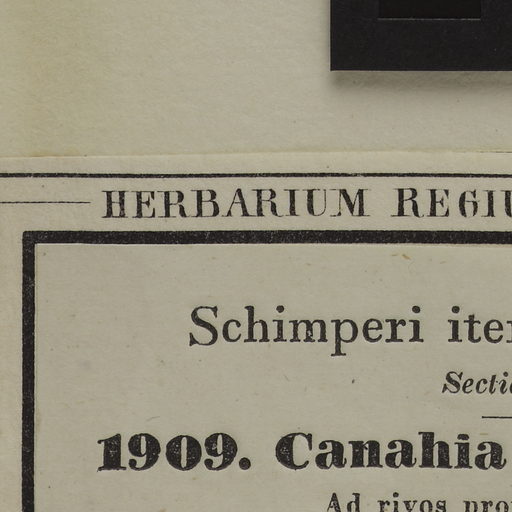 HERBARIUM REGIU
Schimperi iter
Sectio
1909. Canahia
Ad rivos pro